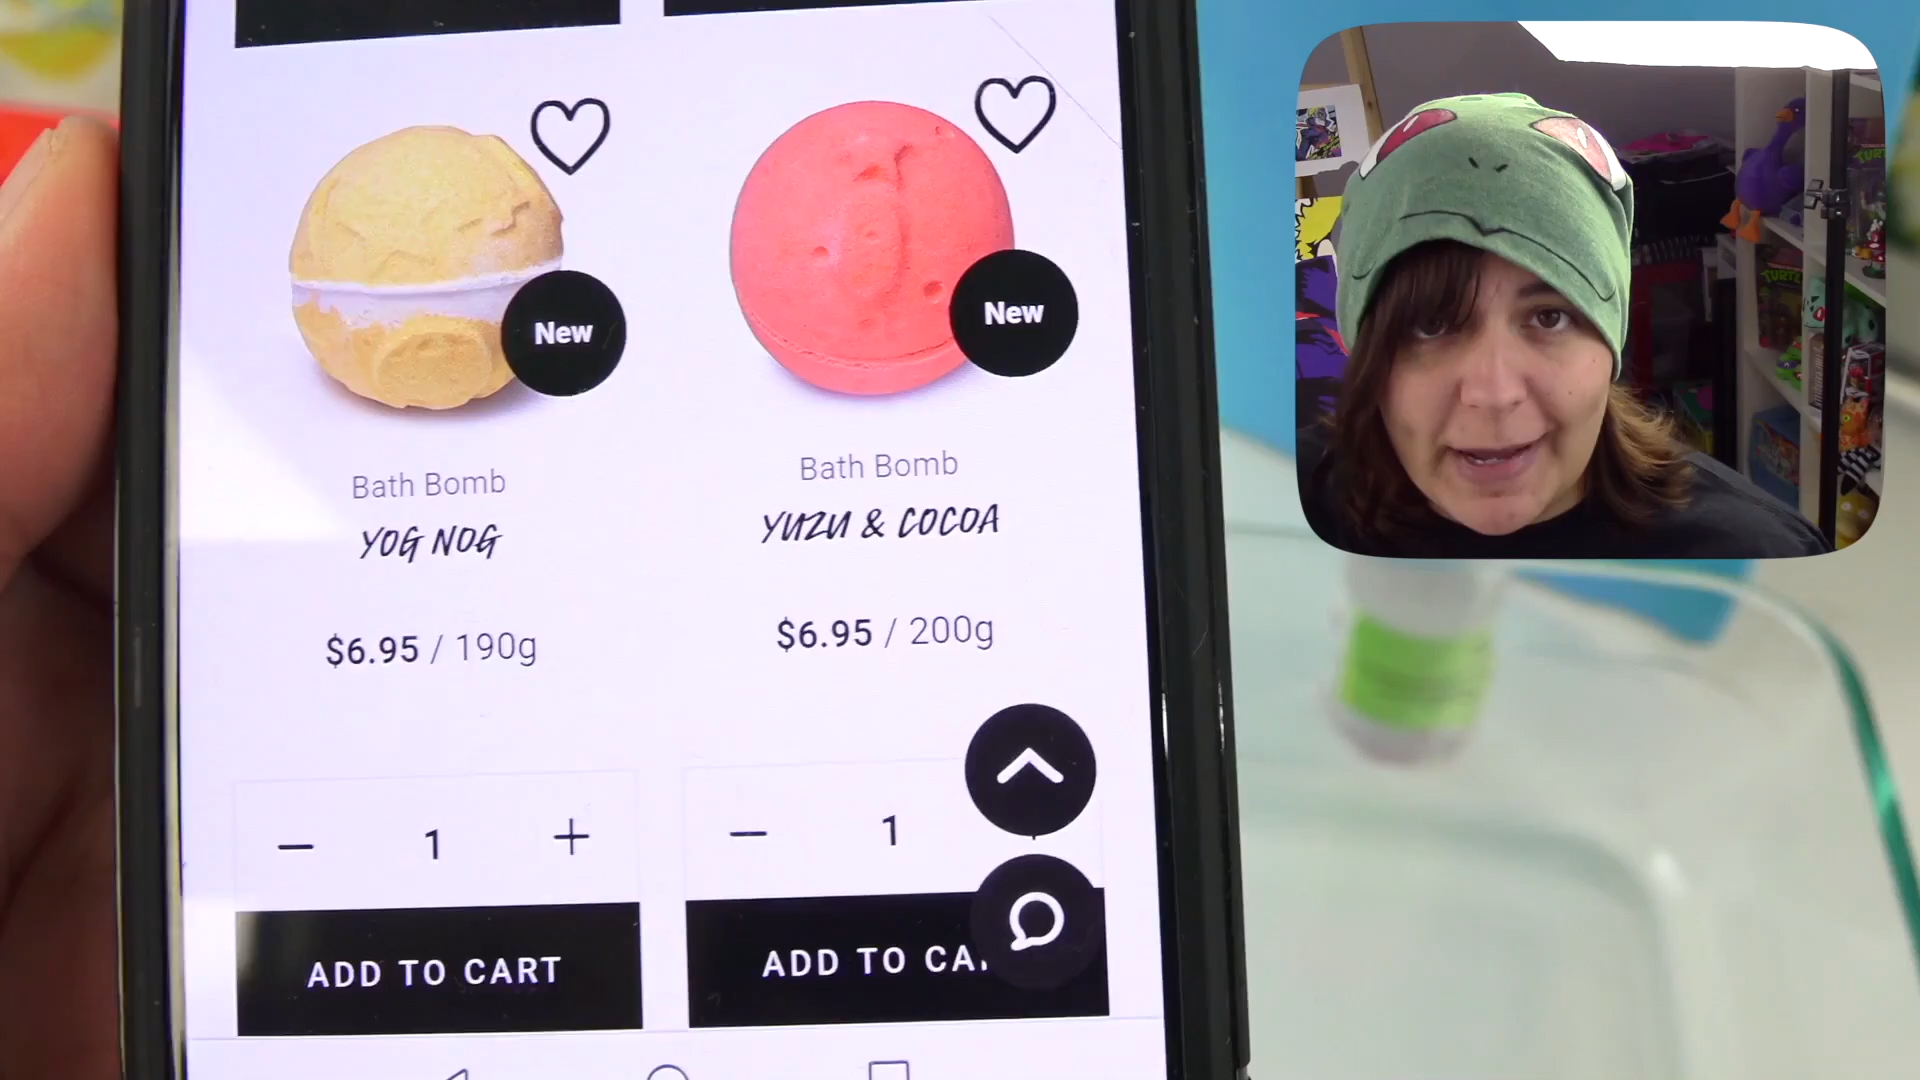 New
New
Bath Bomb
YOG NOG
$6.95 / 190g
Bath Bomb
YUZU & COCOA
$6.95 / 200g
1
1
ADD TO CART
ADD TO CA
TURTLES